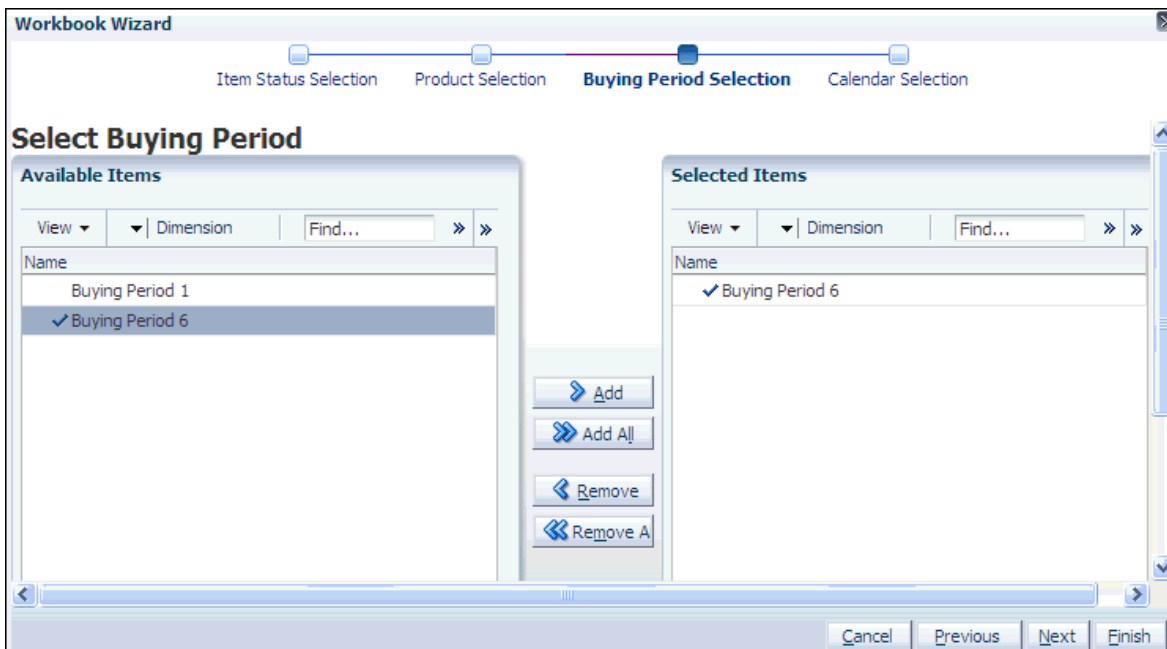 Workbook Wizard
Item Status Selection Product Selection Buying Period Selection Calendar Selection
Select Buying Period
Available Items
View Dimension Find...
Name
Buying Period 1
Buying Period 6
Add
Add All
Remove
Remove A
Selected Items
View Dimension Find...
Name
Buying Period 6
Cancel Previous Next Finish